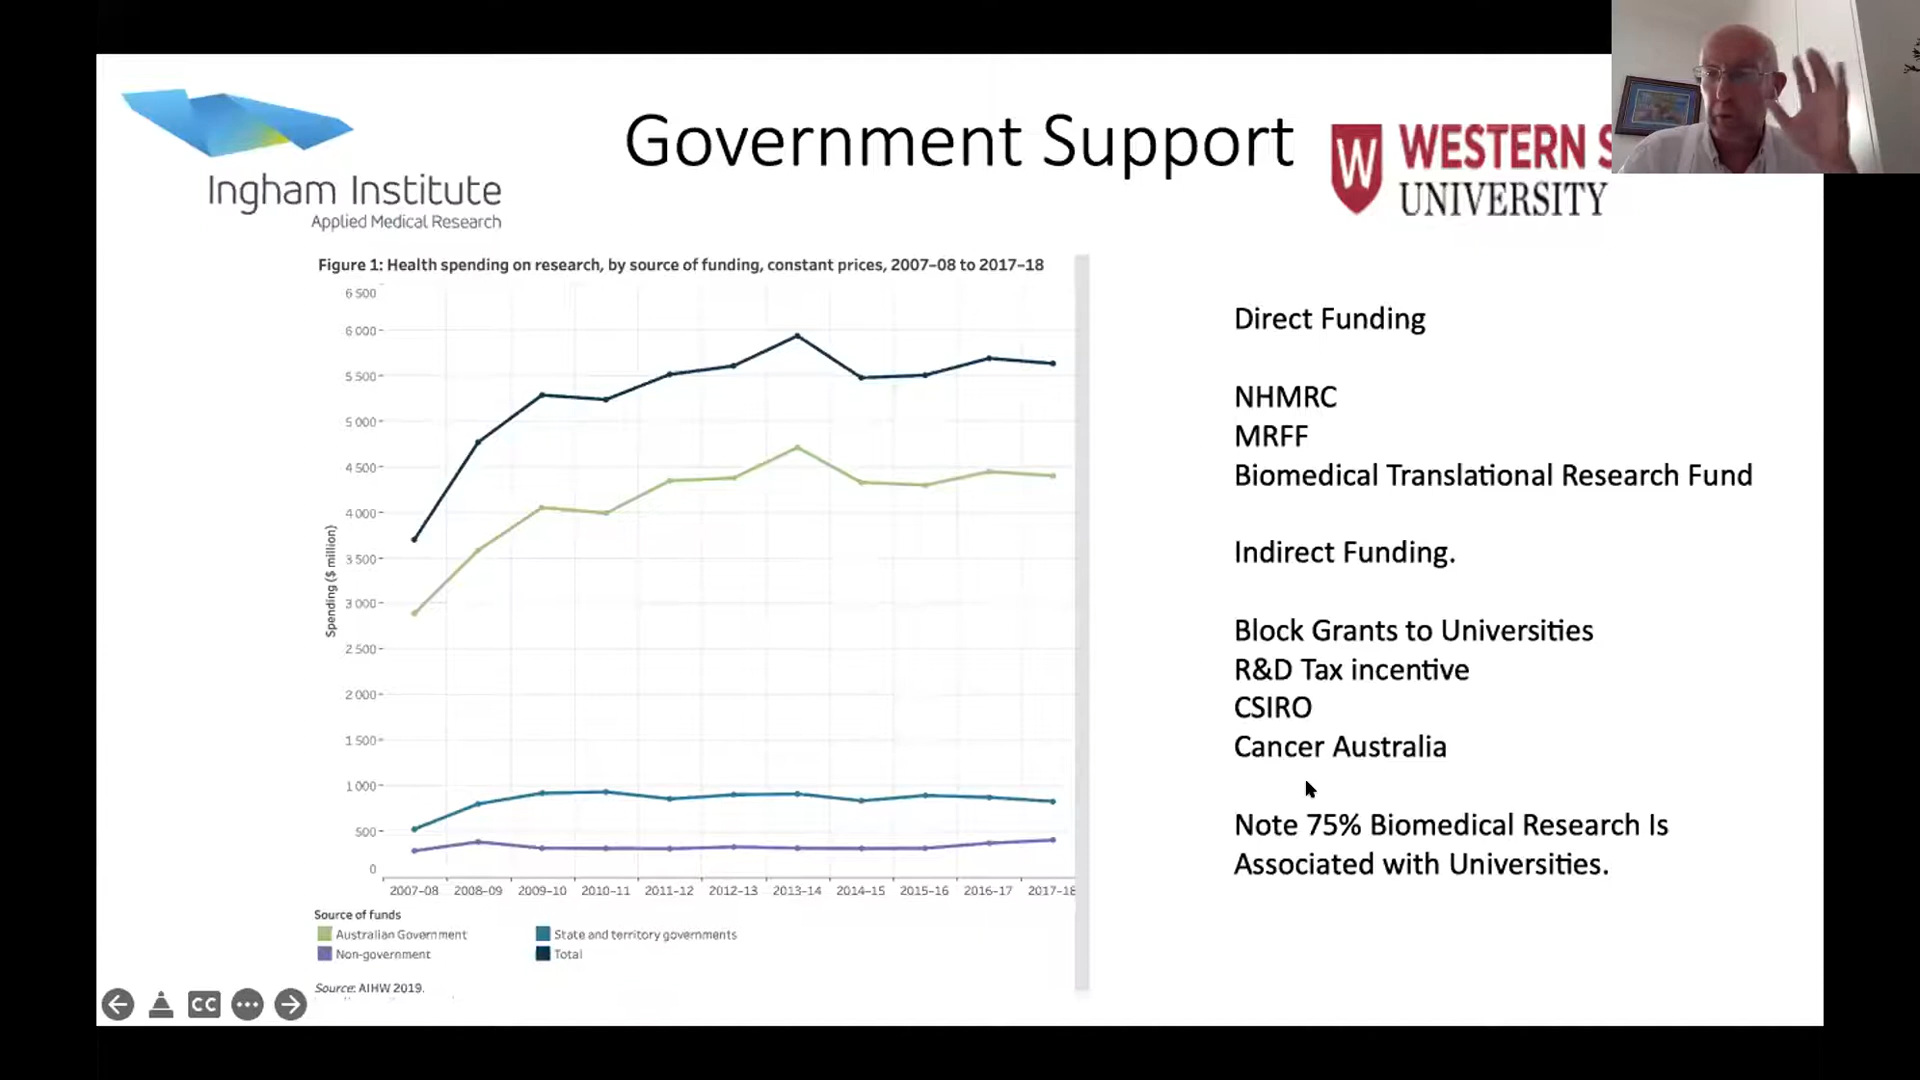 Government Support
Ingham Institute
Applied Medical Research
W WESTERN S
UNIVERSITY
Figure 1: Health spending on research, by source of funding, constant prices, 2007–08 to 2017–18
6 500
6 000
5 500
5 000
4 500
4 000
3 500
3 000
2 500
2 000
1 500
1 000
500
0
Spending ($ million)
2007–08 2008–09 2009–10 2010–11 2011–12 2012–13 2013–14 2014–15 2015–16 2016–17 2017–18
Source of funds
Australian Government
State and territory governments
Non-government
Total
Source: AIHW 2019.
Direct Funding
NHMRC
MRFF
Biomedical Translational Research Fund
Indirect Funding.
Block Grants to Universities
R&D Tax incentive
CSIRO
Cancer Australia
Note 75% Biomedical Research Is
Associated with Universities.
CC